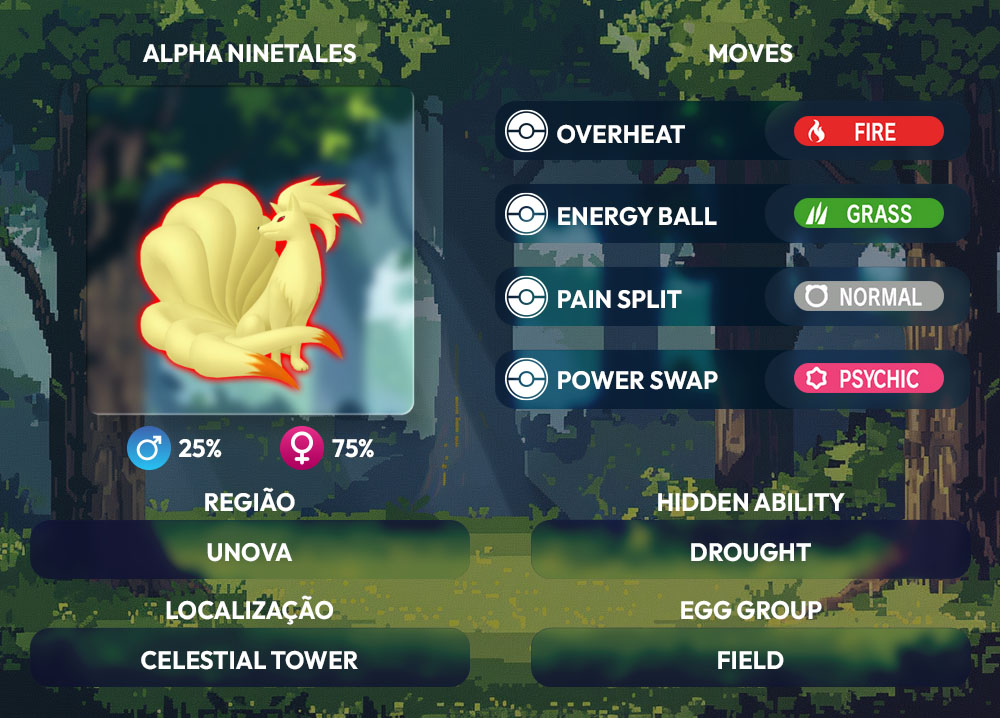 ALPHA NINETALES
MOVES
OVERHEAT
FIRE
ENERGY BALL
GRASS
PAIN SPLIT
NORMAL
POWER SWAP
PSYCHIC
25%
75%
REGIÃO
UNOVA
HIDDEN ABILITY
DROUGHT
LOCALIZAÇÃO
CELESTIAL TOWER
EGG GROUP
FIELD